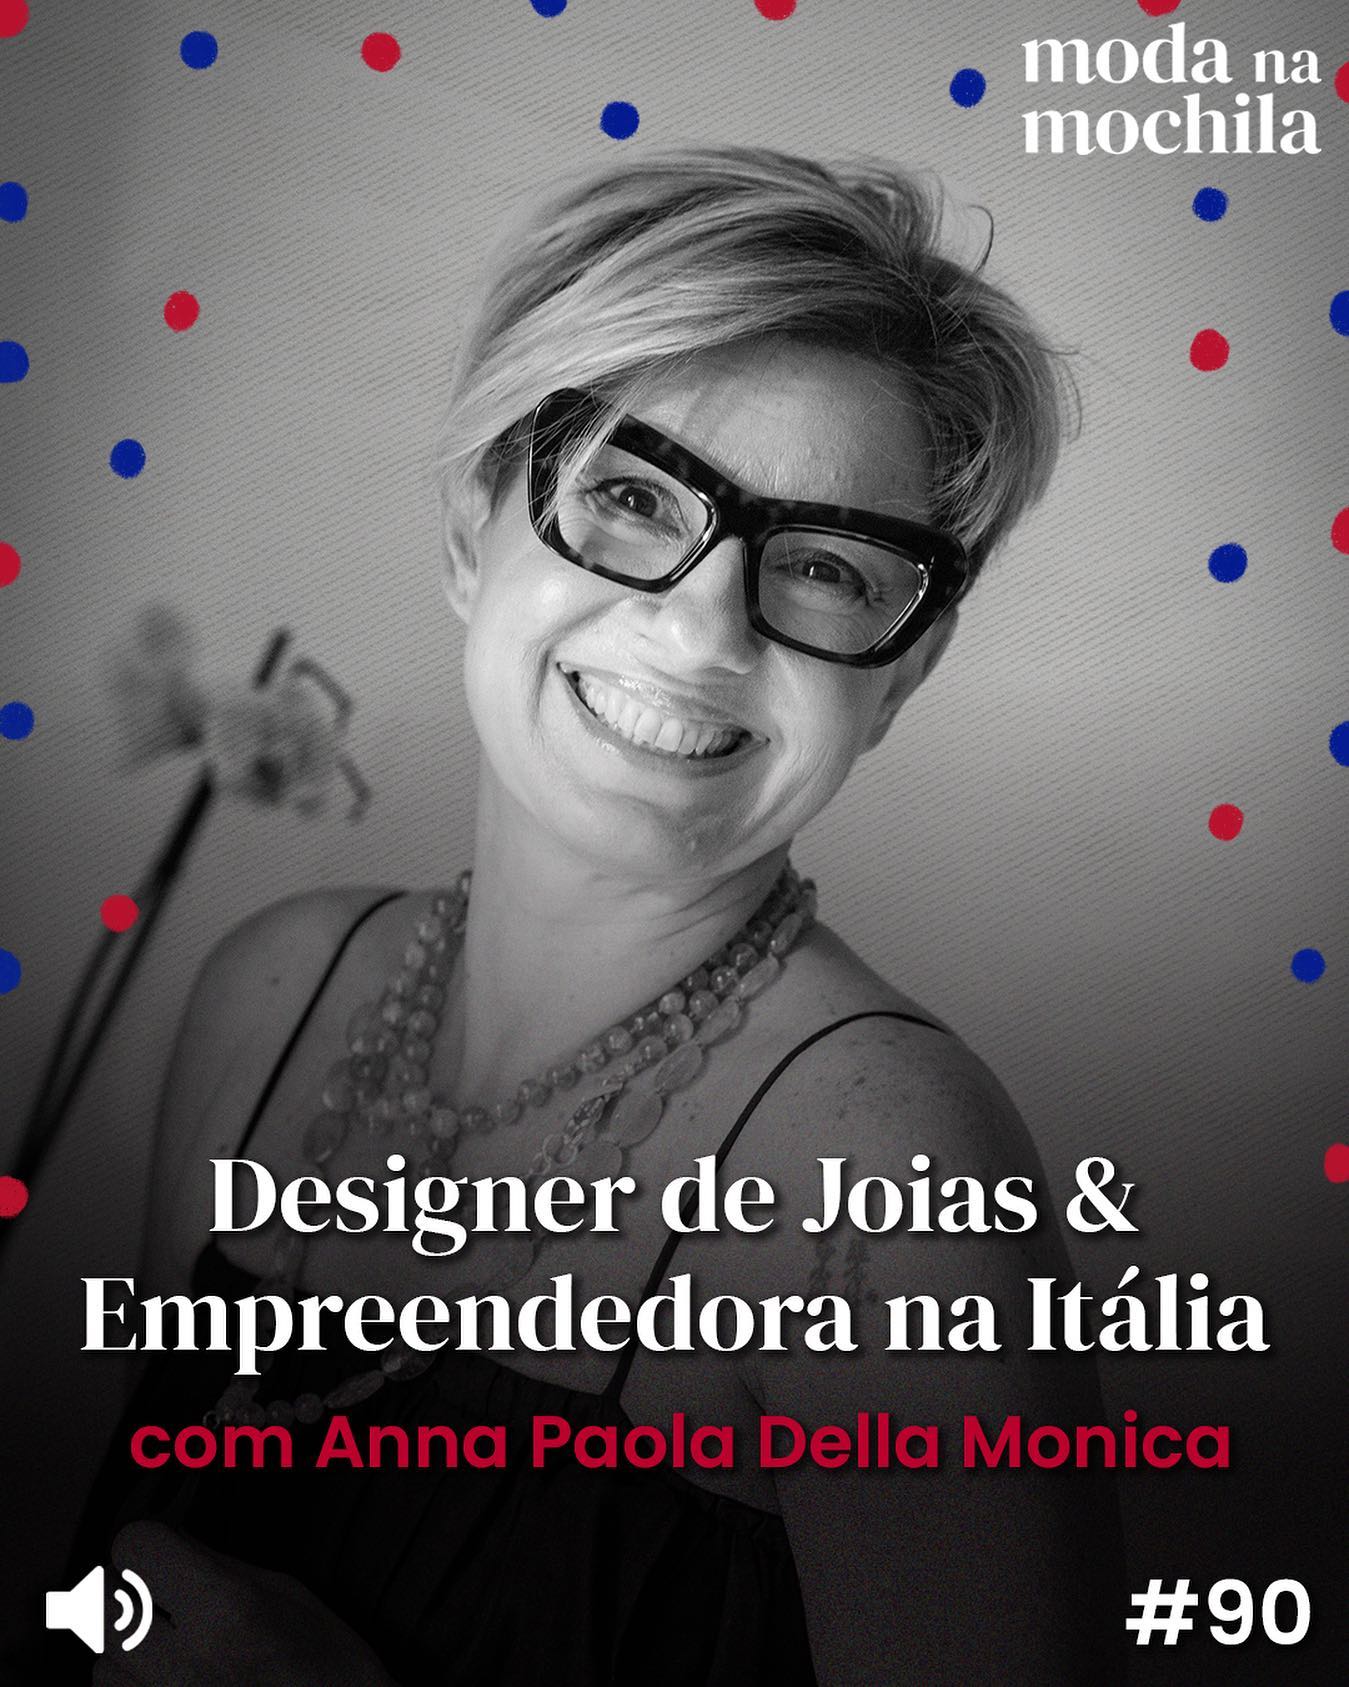 moda na
mochila
Designer de Joias &
Empreendedora na Itália
com Anna Paola Della Monica
#90